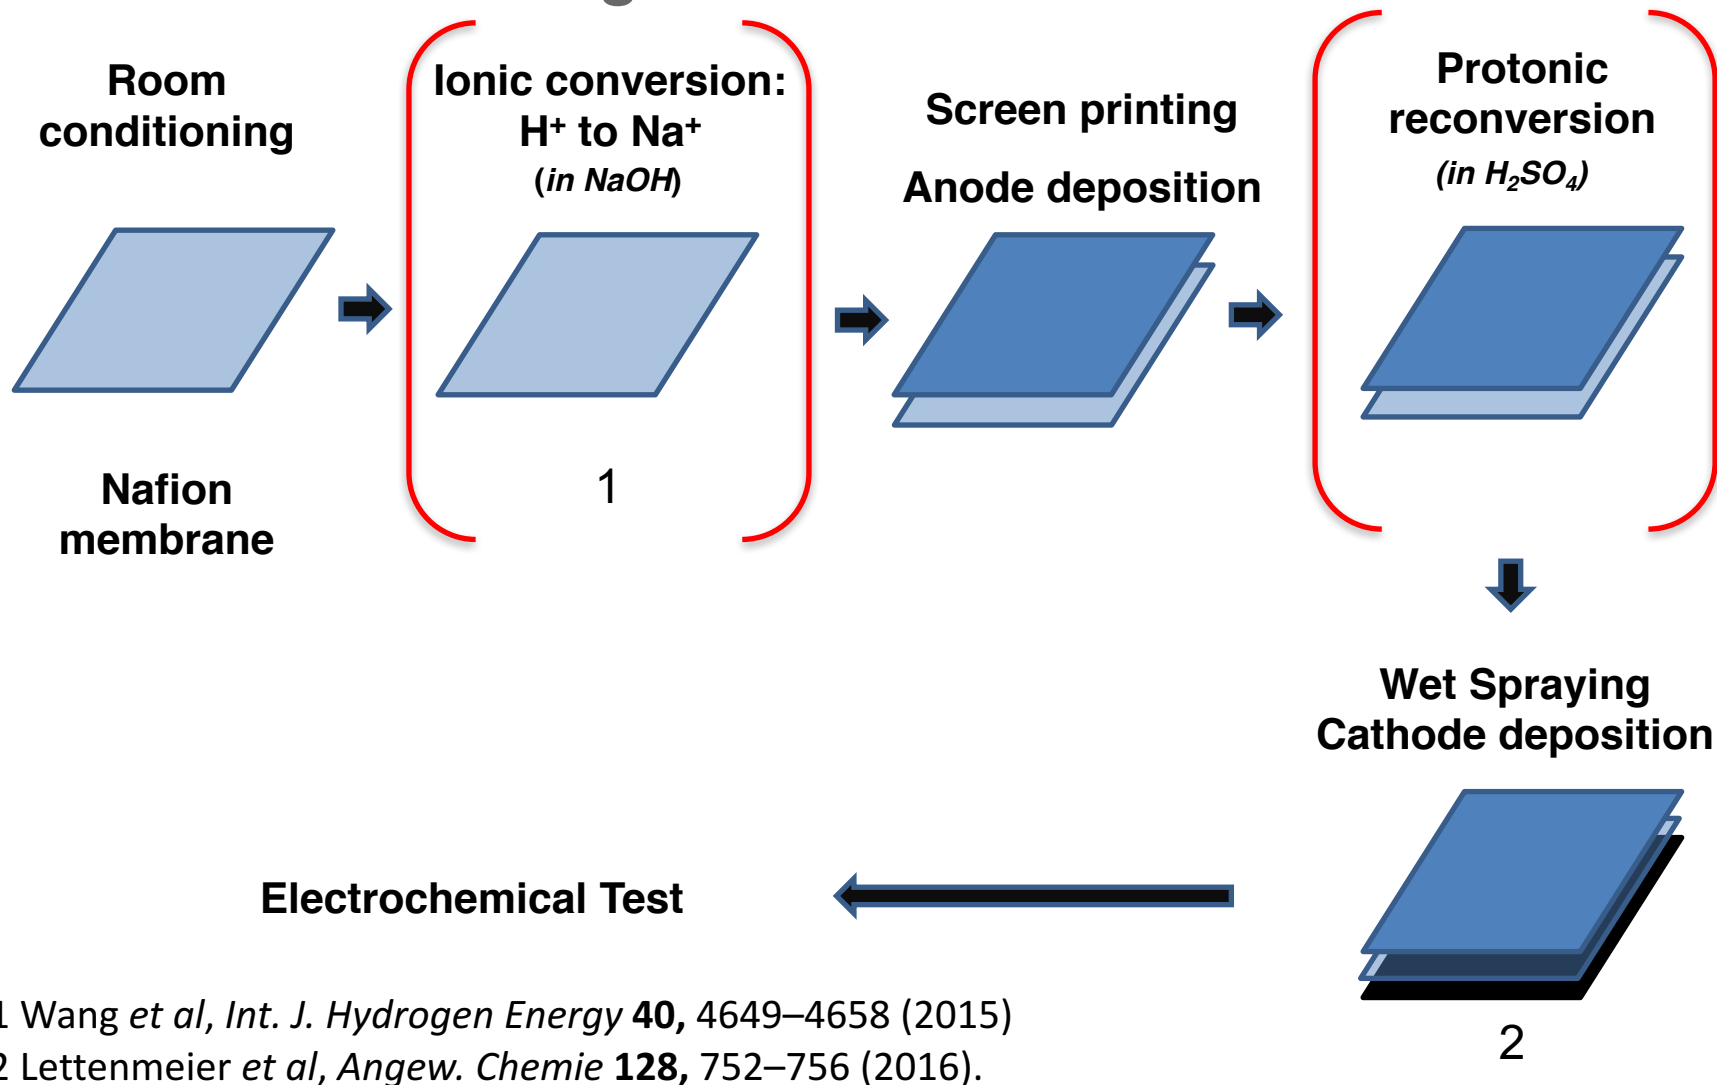 Room
conditioning
Ionic conversion:
H⁺ to Na⁺
(in NaOH)
Screen printing
Anode deposition
Protonic
reconversion
(in H₂SO₄)
Nafion
membrane
1
Wet Spraying
Cathode deposition
Electrochemical Test
2
1 Wang et al, Int. J. Hydrogen Energy 40, 4649–4658 (2015)
2 Lettenmeier et al, Angew. Chemie 128, 752–756 (2016).